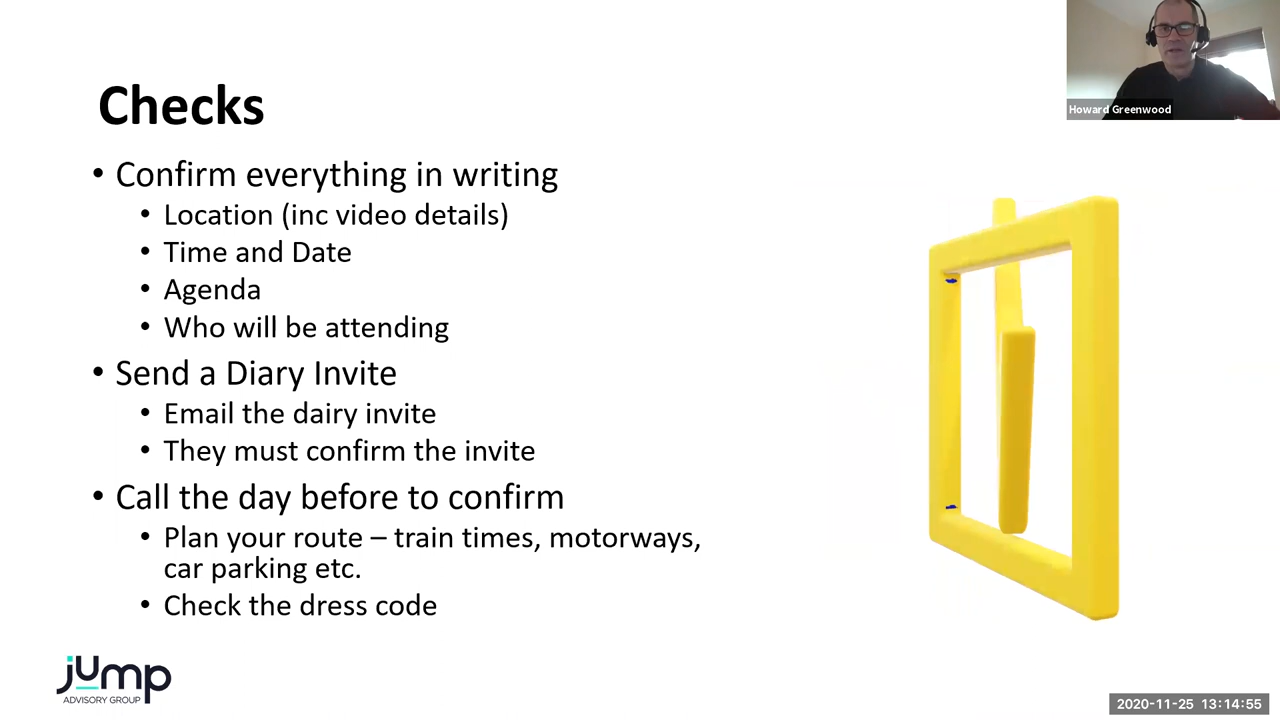 Howard Greenwood
Checks
• Confirm everything in writing
• Location (inc video details)
• Time and Date
• Agenda
• Who will be attending
• Send a Diary Invite
• Email the dairy invite
• They must confirm the invite
• Call the day before to confirm
• Plan your route – train times, motorways,
car parking etc.
• Check the dress code
jump
ADVISORY GROUP
2020-11-25 13:14:55